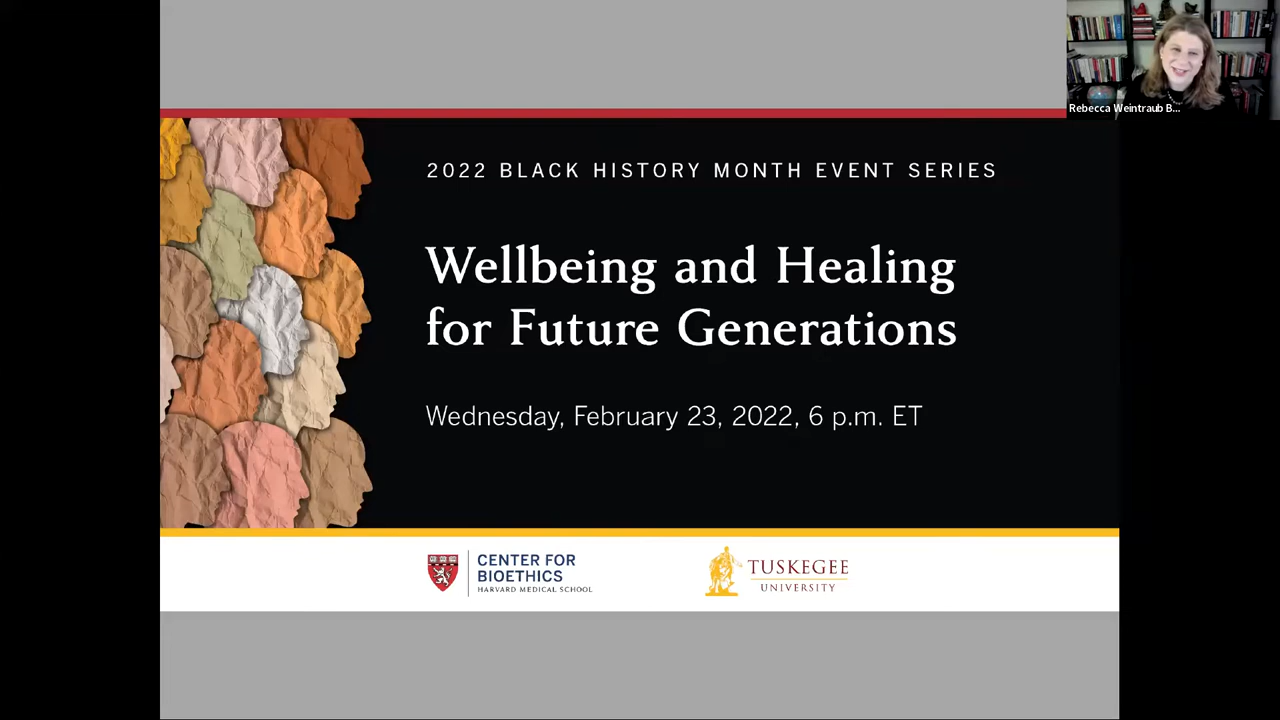 Rebecca Weintraub B...
2022 BLACK HISTORY MONTH EVENT SERIES
Wellbeing and Healing
for Future Generations
Wednesday, February 23, 2022, 6 p.m. ET
CENTER FOR
BIOETHICS
HARVARD MEDICAL SCHOOL
TUSKEGEE
UNIVERSITY